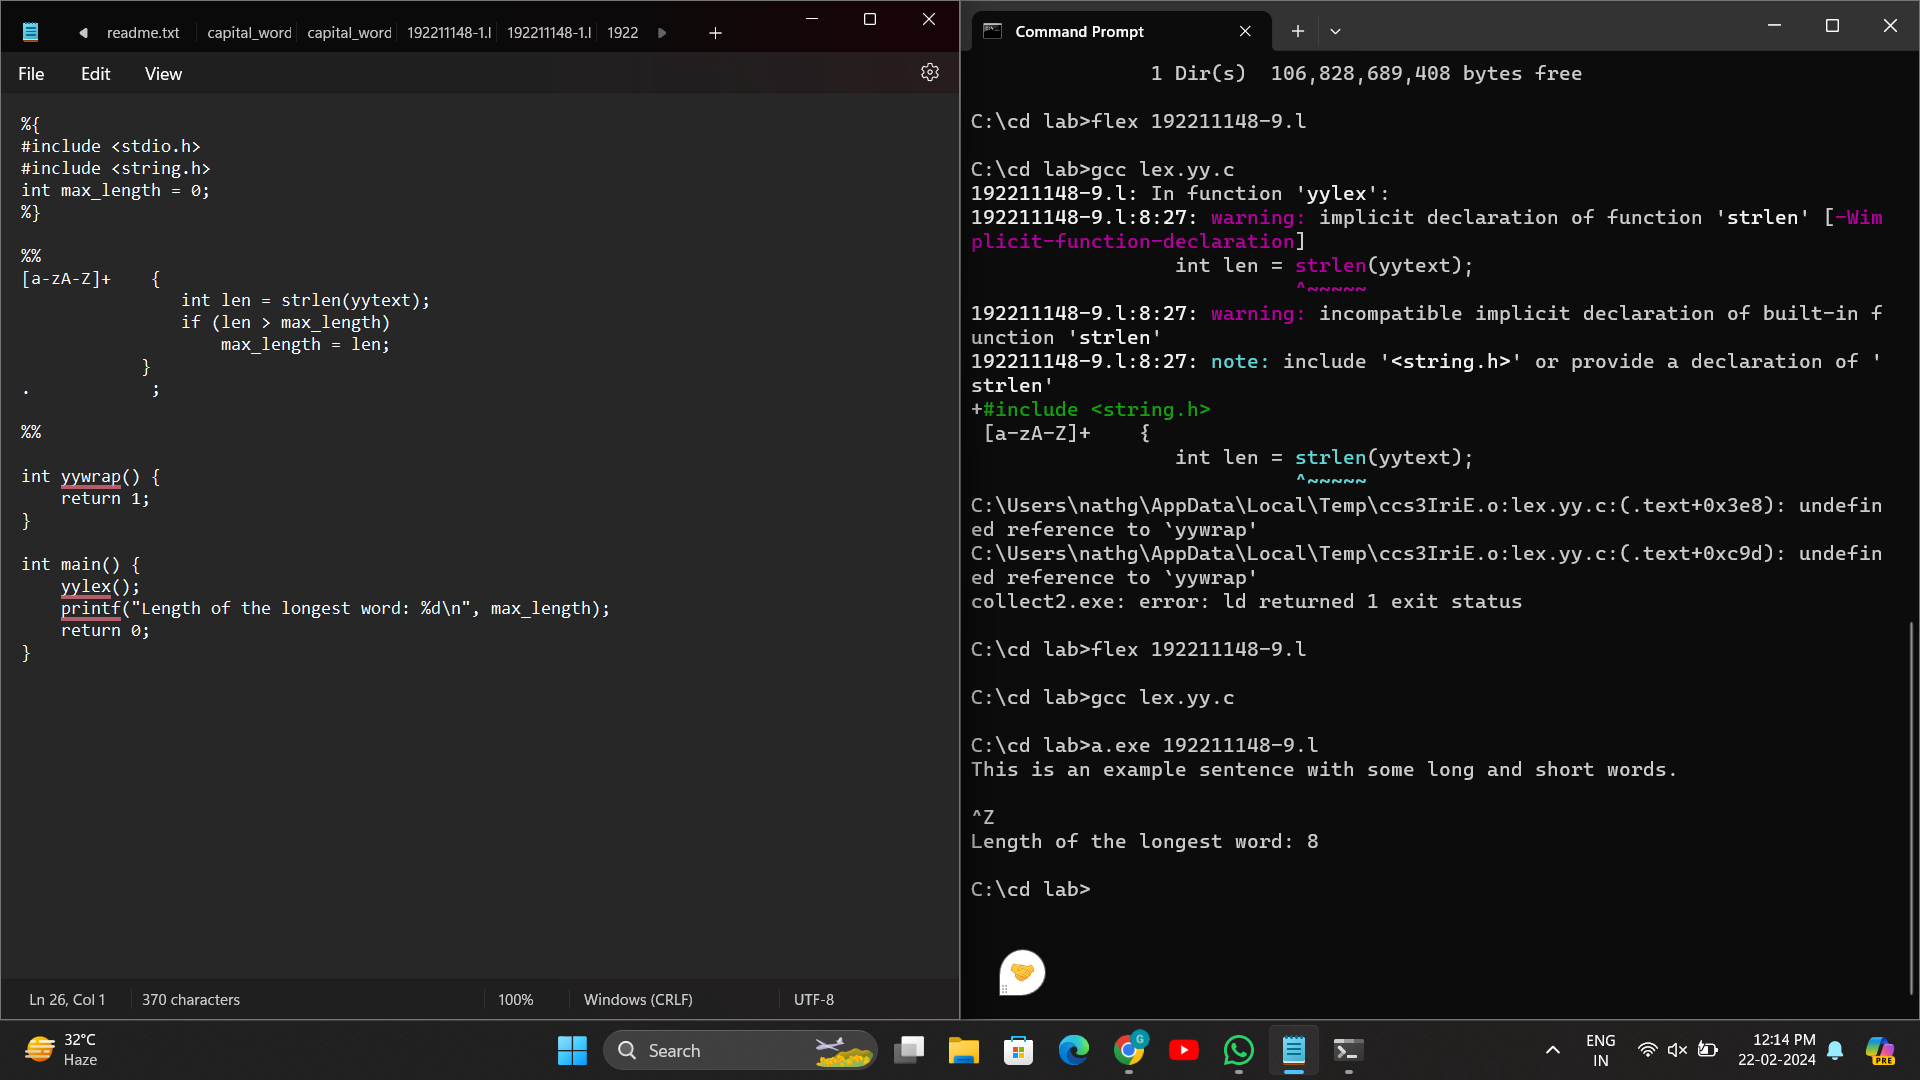 readme.txt capital_word capital_word 192211148-1.l 192211148-1.l 1922
File Edit View
%{
#include <stdio.h>
#include <string.h>
int max_length = 0;
%}
%%
[a-zA-Z]+    {
                int len = strlen(yytext);
                if (len > max_length)
                    max_length = len;
            }
.            ;
%%
int yywrap() {
    return 1;
}
int main() {
    yylex();
    printf("Length of the longest word: %d\n", max_length);
    return 0;
}
Ln 26, Col 1 370 characters 100% Windows (CRLF) UTF-8
Command Prompt
               1 Dir(s)  106,828,689,408 bytes free
C:\cd lab>flex 192211148-9.l
C:\cd lab>gcc lex.yy.c
192211148-9.l: In function 'yylex':
192211148-9.l:8:27: warning: implicit declaration of function 'strlen' [-Wim
plicit-function-declaration]
                 int len = strlen(yytext);
                           ^~~~~~
192211148-9.l:8:27: warning: incompatible implicit declaration of built-in f
unction 'strlen'
192211148-9.l:8:27: note: include '<string.h>' or provide a declaration of '
strlen'
+#include <string.h>
 [a-zA-Z]+    {
                 int len = strlen(yytext);
                           ^~~~~~
C:\Users\nathg\AppData\Local\Temp\ccs3IriE.o:lex.yy.c:(.text+0x3e8): undefin
ed reference to `yywrap'
C:\Users\nathg\AppData\Local\Temp\ccs3IriE.o:lex.yy.c:(.text+0xc9d): undefin
ed reference to `yywrap'
collect2.exe: error: ld returned 1 exit status
C:\cd lab>flex 192211148-9.l
C:\cd lab>gcc lex.yy.c
C:\cd lab>a.exe 192211148-9.l
This is an example sentence with some long and short words.
^Z
Length of the longest word: 8
C:\cd lab>
32°C
Haze
Search
G
ENG
IN
12:14 PM
22-02-2024
PRE